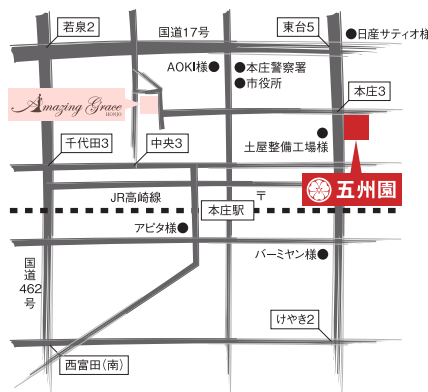 若泉2
国道17号
東台5
日産サティオ様
AOKI様
本庄警察署
市役所
本庄3
Amazing Grace
HONJO
千代田3
中央3
土屋整備工場様
五州園
JR高崎線
本庄駅
〒
アピタ様
バーミヤン様
国道462号
けやき2
西富田(南)